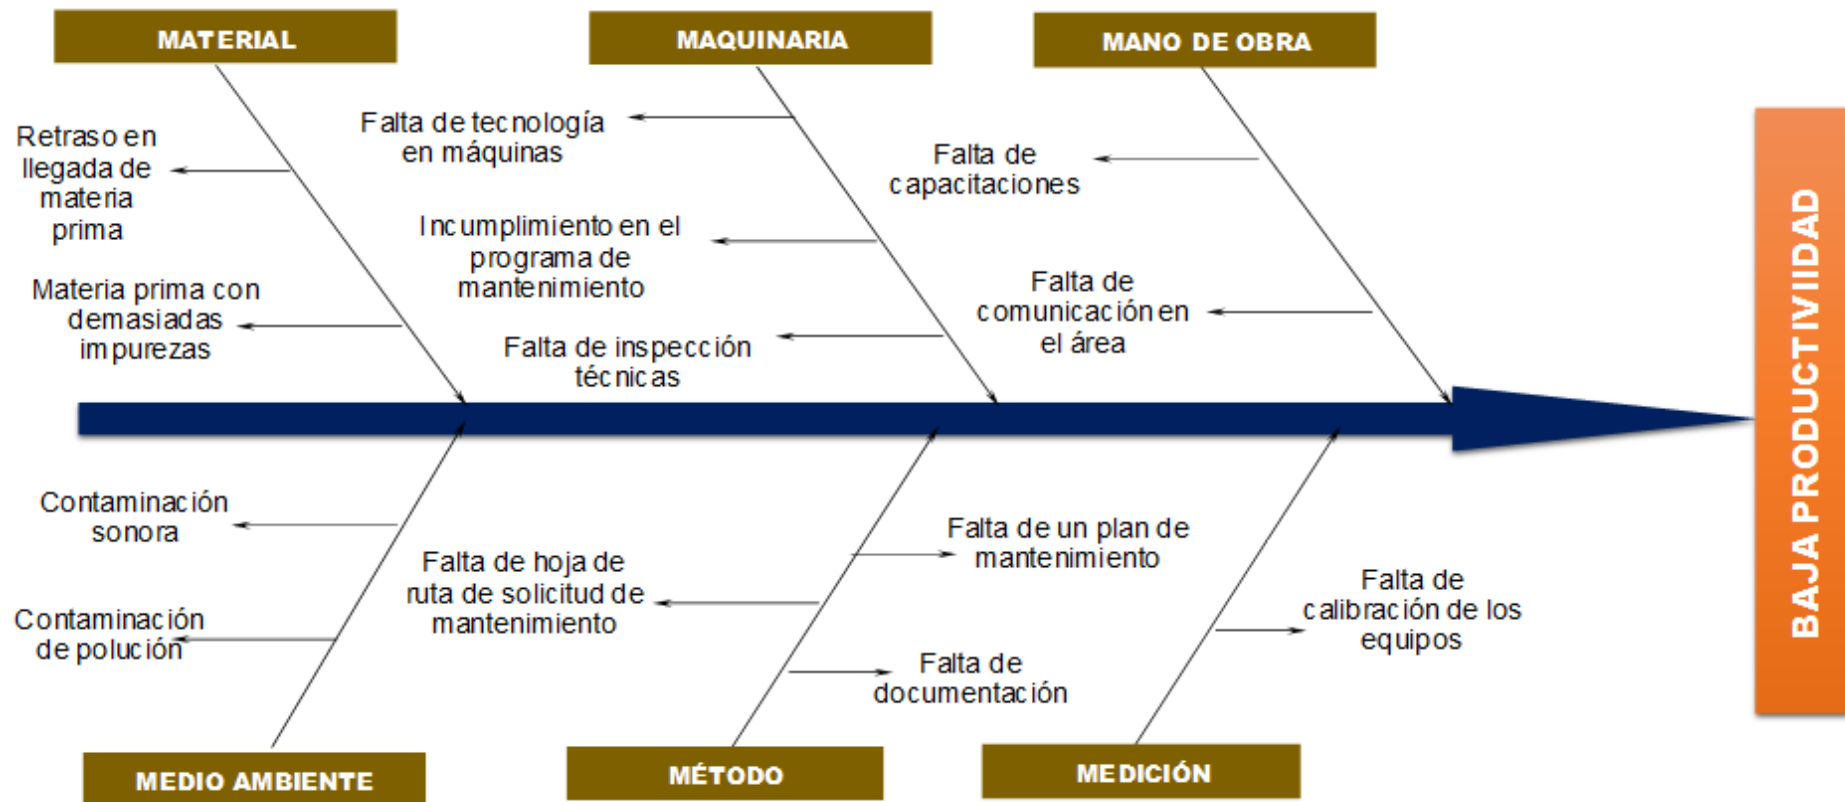 MATERIAL
MAQUINARIA
MANO DE OBRA
Retraso en
llegada de
materia
prima
Materia prima con
demasiadas
impurezas
Falta de tecnología
en máquinas
Incumplimiento en el
programa de
mantenimiento
Falta de inspección
técnicas
Falta de
capacitaciones
Falta de
comunicación en
el área
BAJA PRODUCTIVIIDAD
Contaminación
sonora
Contaminación
de polución
Falta de hoja de
ruta de solicitud de
mantenimiento
Falta de un plan de
mantenimiento
Falta de
documentación
Falta de
calibración de los
equipos
MEDIO AMBIENTE
MÉTODO
MEDICIÓN